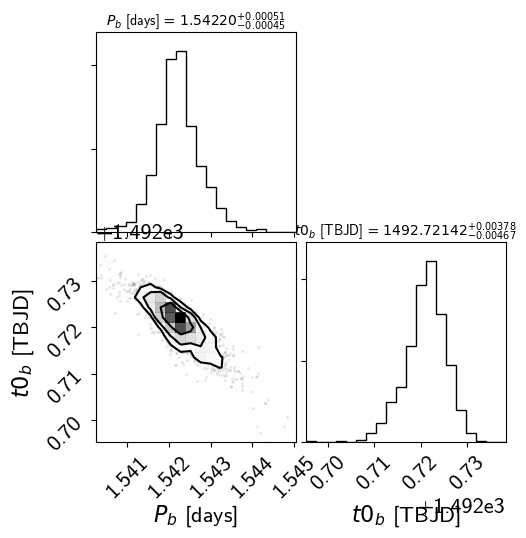 P_b [days] = 1.54220^{+0.00051}_{-0.00045}
+1.492e3
t0_b [TBJD] = 1492.72142^{+0.00378}_{-0.00467}
t0_b [TBJD]
0.73
0.72
0.71
0.70
1.541
1.542
1.543
1.544
1.545
0.70
0.71
0.72
0.73
+1.492e3
P_b [days]
t0_b [TBJD]